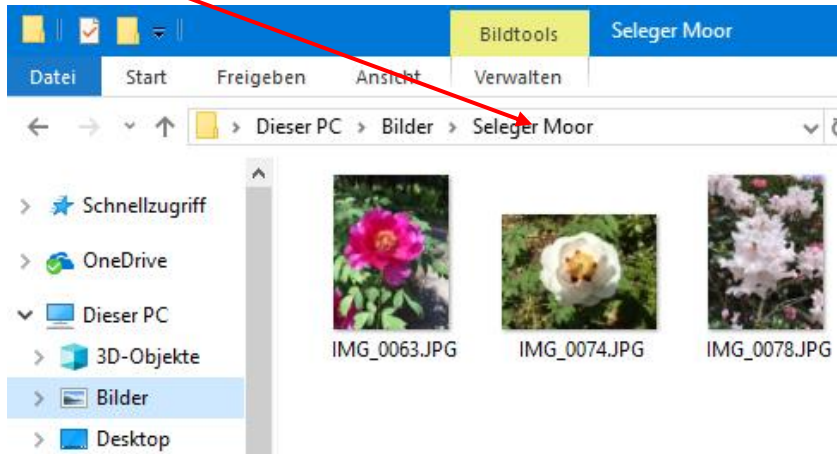 Bildtools Seleger Moor
Datei Start Freigeben Ansicht Verwalten
Dieser PC > Bilder > Seleger Moor
Schnellzugriff
OneDrive
Dieser PC
3D-Objekte
Bilder
Desktop
IMG_0063.JPG IMG_0074.JPG IMG_0078.JPG